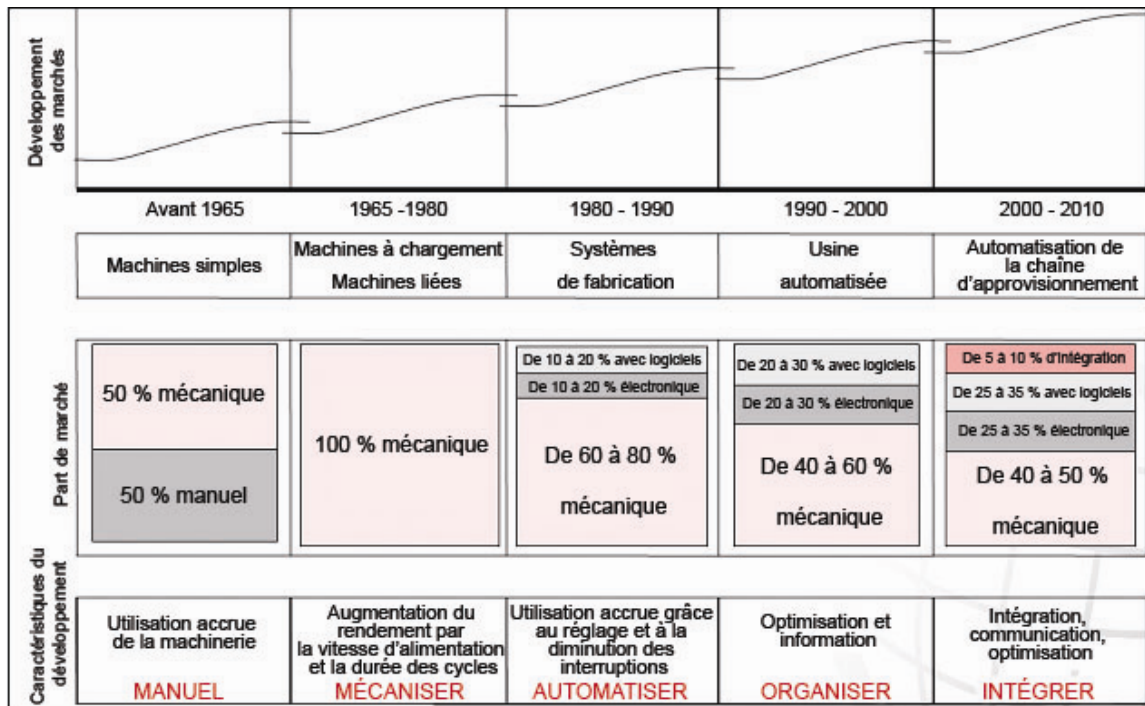 Développement
des marchés
Avant 1965
1965 -1980
1980 - 1990
1990 - 2000
2000 - 2010
Machines simples
Machines à chargement
Machines liées
Systèmes
de fabrication
Usine
automatisée
Automatisation de
la chaîne
d'approvisionnement
Part de marché
50 % mécanique
50 % manuel
100 % mécanique
De 10 à 20 % avec logiciels
De 10 à 20 % électronique
De 60 à 80 %
mécanique
De 20 à 30 % avec logiciels
De 20 à 30 % électronique
De 40 à 60 %
mécanique
De 5 à 10 % d'intégration
De 25 à 35 % avec logiciels
De 25 à 35 % électronique
De 40 à 50 %
mécanique
Caractéristiques du
développement
Utilisation accrue
de la machinerie
MANUEL
Augmentation du
rendement par
la vitesse d'alimentation
et la durée des cycles
MÉCANISER
Utilisation accrue grâce
au réglage et à la
diminution des
interruptions
AUTOMATISER
Optimisation et
information
ORGANISER
Intégration,
communication,
optimisation
INTÉGRER